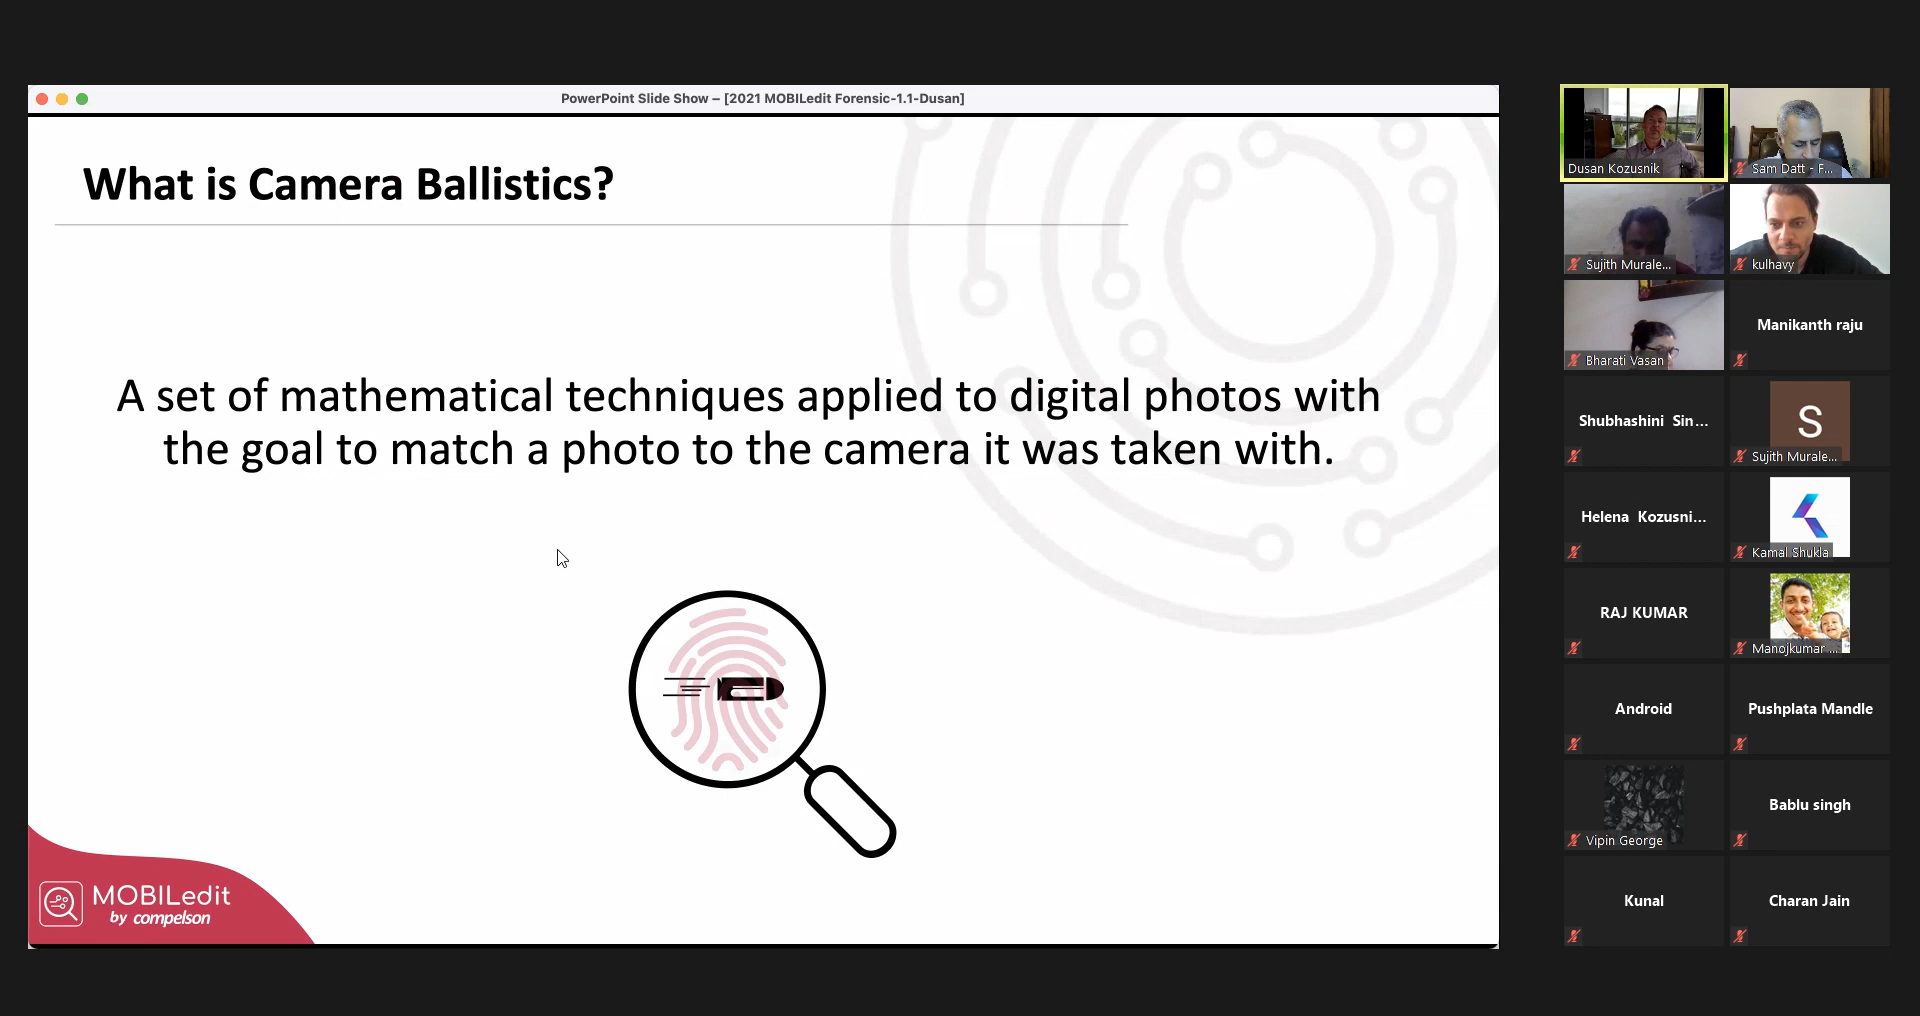 PowerPoint Slide Show – [2021 MOBILedit Forensic-1.1-Dusan]
What is Camera Ballistics?
A set of mathematical techniques applied to digital photos with
the goal to match a photo to the camera it was taken with.
MOBILedit
by compelson
Dusan Kozusnik
Sam Datt - F...
Sujith Murale...
kulhavy
Bharati Vasan
Manikanth raju
Shubhashini Sin...
S
Sujith Murale...
Helena Kozusni...
Kamal Shukla
RAJ KUMAR
Manojkumar ...
Android
Pushplata Mandle
Vipin George
Bablu singh
Kunal
Charan Jain